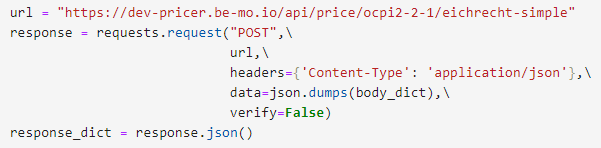 url = "https://dev-pricer.be-mo.io/api/price/ocpi2-2-1/eichrecht-simple"
response = requests.request("POST",\
url,\
headers={'Content-Type': 'application/json'},\
data=json.dumps(body_dict),\
verify=False)
response_dict = response.json()